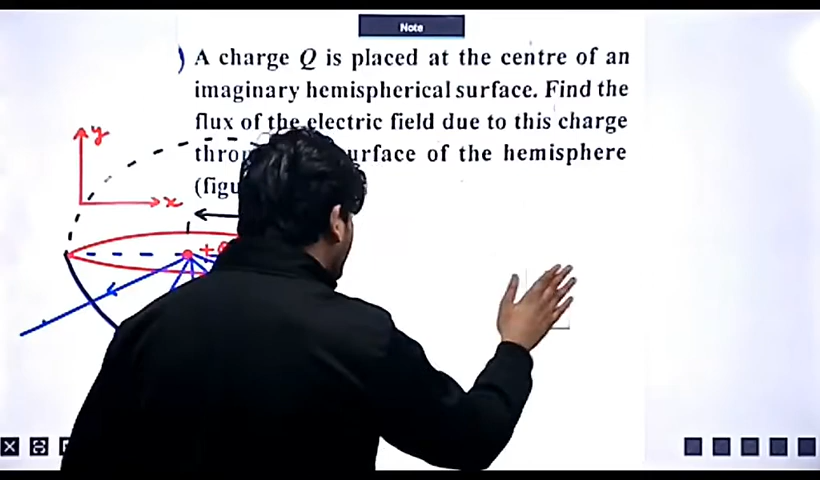 Note
) A charge Q is placed at the centre of an
imaginary hemispherical surface. Find the
flux of the electric field due to this charge
surface of the hemisphere
y
x